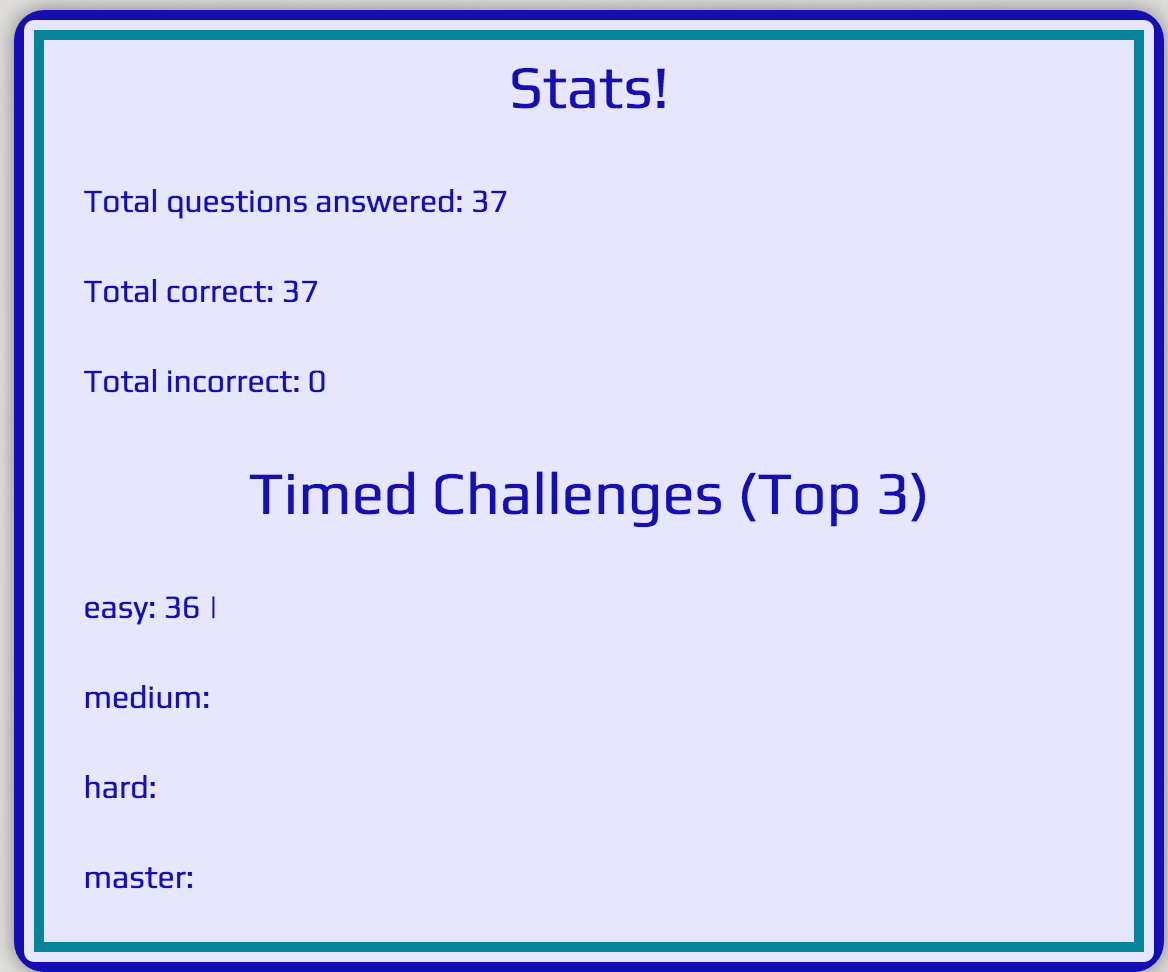 Stats!
Total questions answered: 37
Total correct: 37
Total incorrect: 0
Timed Challenges (Top 3)
easy: 36 |
medium:
hard:
master: